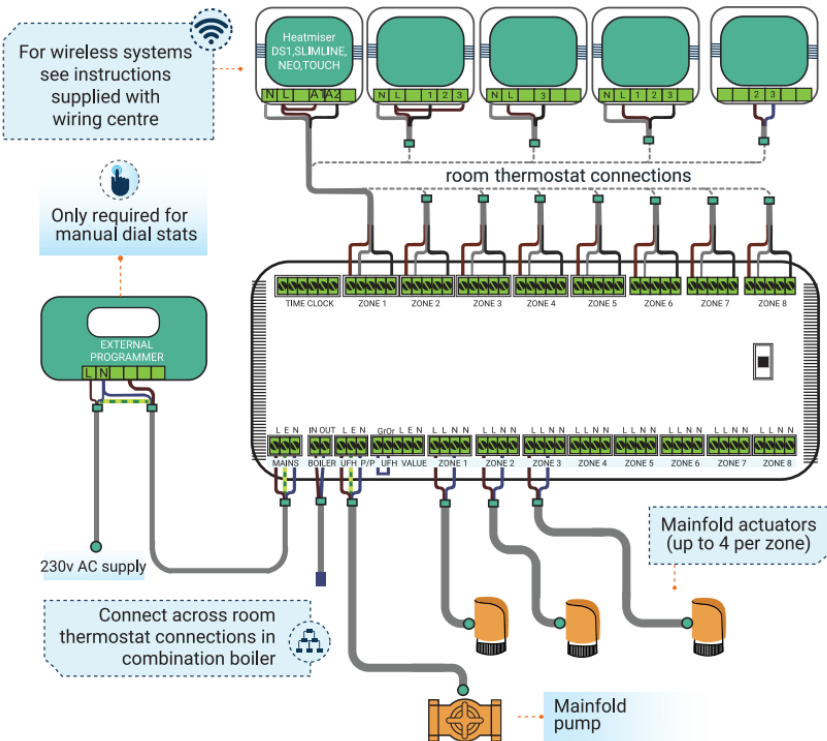 For wireless systems
see instructions
supplied with
wiring centre
Heatmiser
DS1,SLIMLINE,
NEO,TOUCH
N L A1 A2
N L 1 2 3
N L 3
N L 1 2 3
2 3
room thermostat connections
Only required for
manual dial stats
EXTERNAL
PROGRAMMER
L N
TIME CLOCK ZONE 1 ZONE 2 ZONE 3 ZONE 4 ZONE 5 ZONE 6 ZONE 7 ZONE 8
L E N IN OUT L E N GrOr L E N L L N N L L N N L L N N L L N N L L N N L L N N L L N N L L N N
MAINS BOILER UFH P/P UFH VALUE ZONE 1 ZONE 2 ZONE 3 ZONE 4 ZONE 5 ZONE 6 ZONE 7 ZONE 8
230v AC supply
Mainfold actuators
(up to 4 per zone)
Connect across room
thermostat connections in
combination boiler
Mainfold
pump